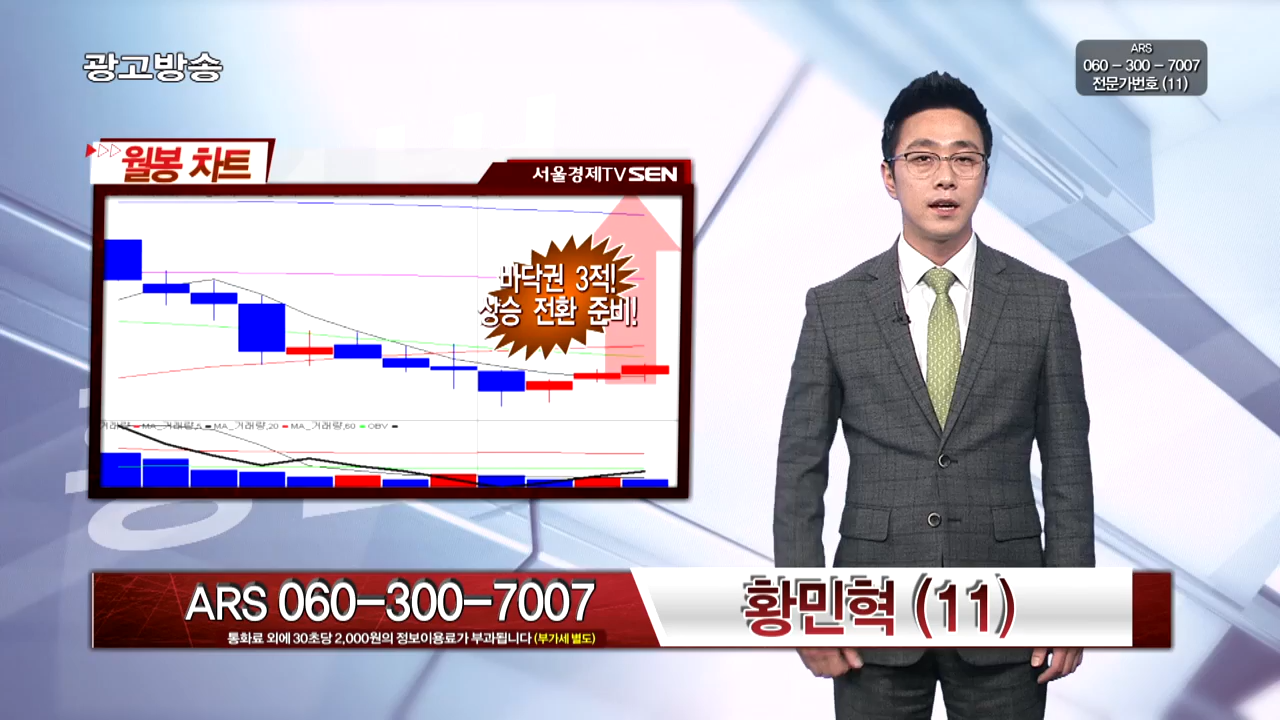 광고방송
ARS
060-300-7007
전문가번호 (11)
월봉 차트
서울경제TV SEN
바닥권 3적!
상승 전환 준비!
거래량 MA_거래량,5 MA_거래량,20 MA_거래량,60 OBV
ARS 060-300-7007
황민혁 (11)
통화료 외에 30초당 2,000원의 정보이용료가 부과됩니다 (부가세 별도)